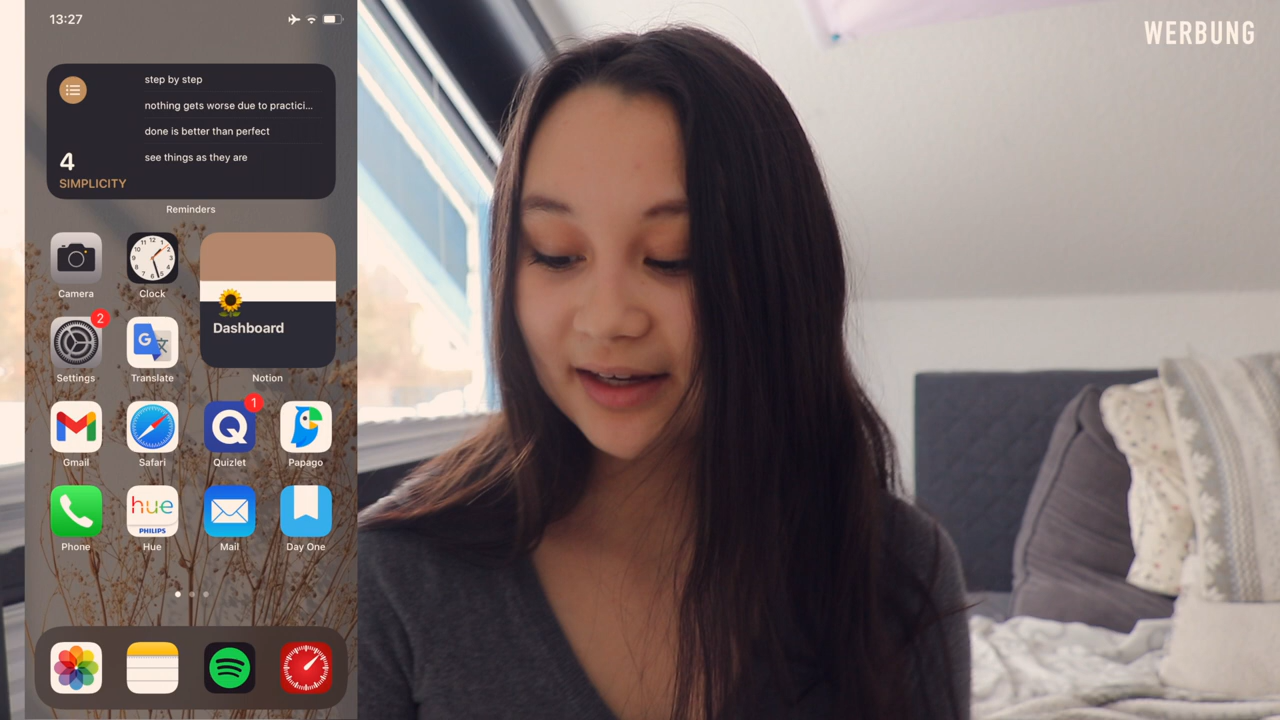 13:27
WERBUNG
step by step
nothing gets worse due to practici...
done is better than perfect
see things as they are
4
SIMPLICITY
Reminders
Camera
Clock
Dashboard
2
Settings
Translate
Notion
1
Gmail
Safari
Quizlet
Papago
hue
PHILIPS
Phone
Hue
Mail
Day One